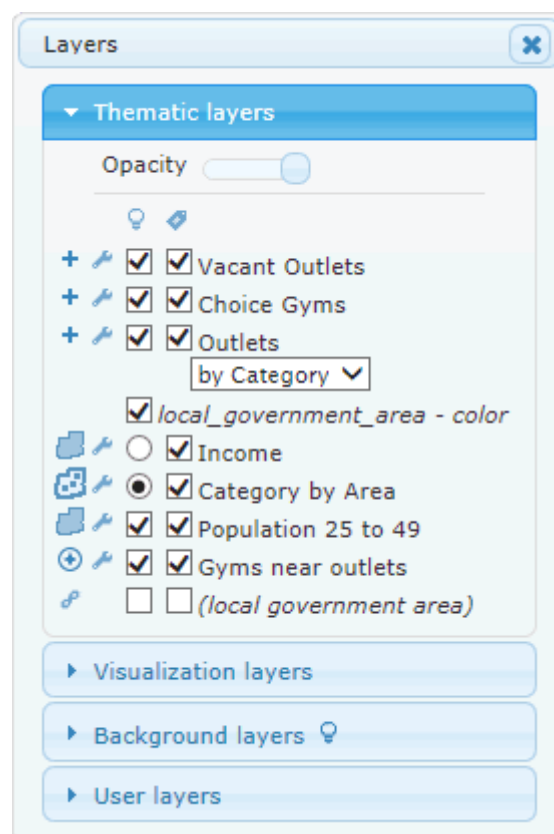 Layers
Thematic layers
Opacity
Vacant Outlets
Choice Gyms
Outlets
by Category
local_government_area - color
Income
Category by Area
Population 25 to 49
Gyms near outlets
(local government area)
Visualization layers
Background layers
User layers